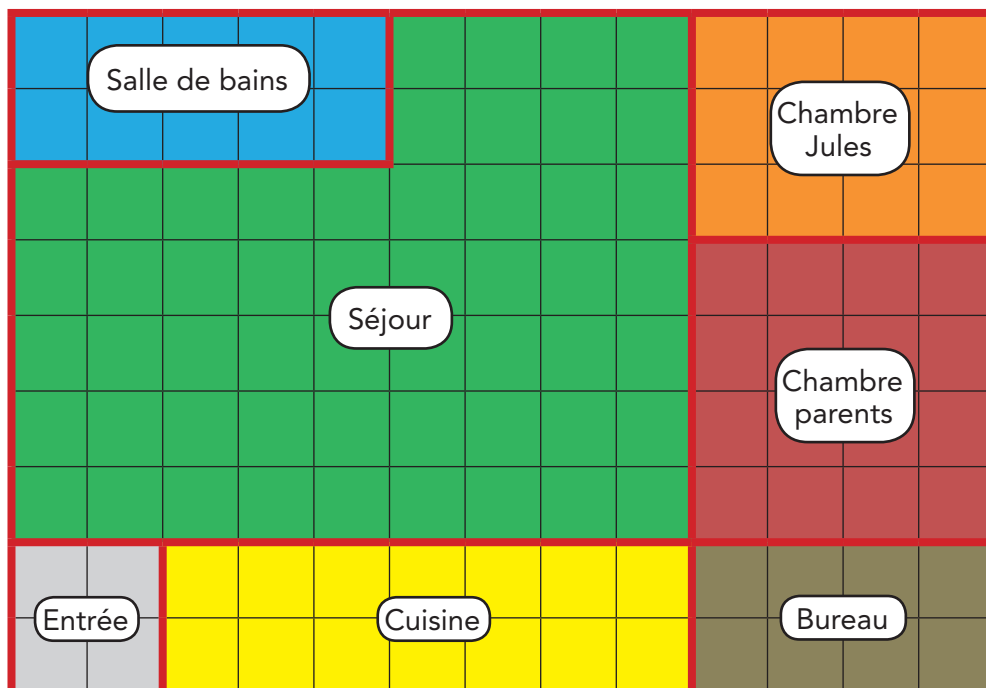 Salle de bains
Chambre
Jules
Séjour
Chambre
parents
Entrée
Cuisine
Bureau